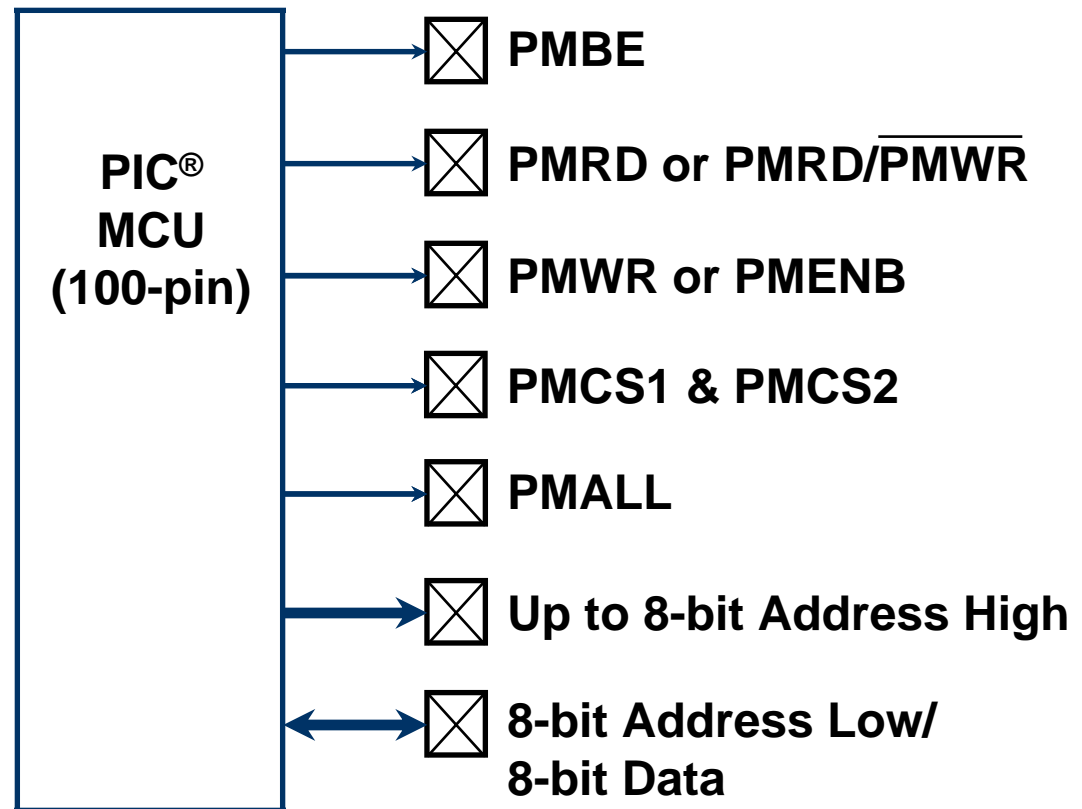 PIC®
MCU
(100-pin)
PMBE
PMRD or PMRD/P̅M̅W̅R̅
PMWR or PMENB
PMCS1 & PMCS2
PMALL
Up to 8-bit Address High
8-bit Address Low/
8-bit Data